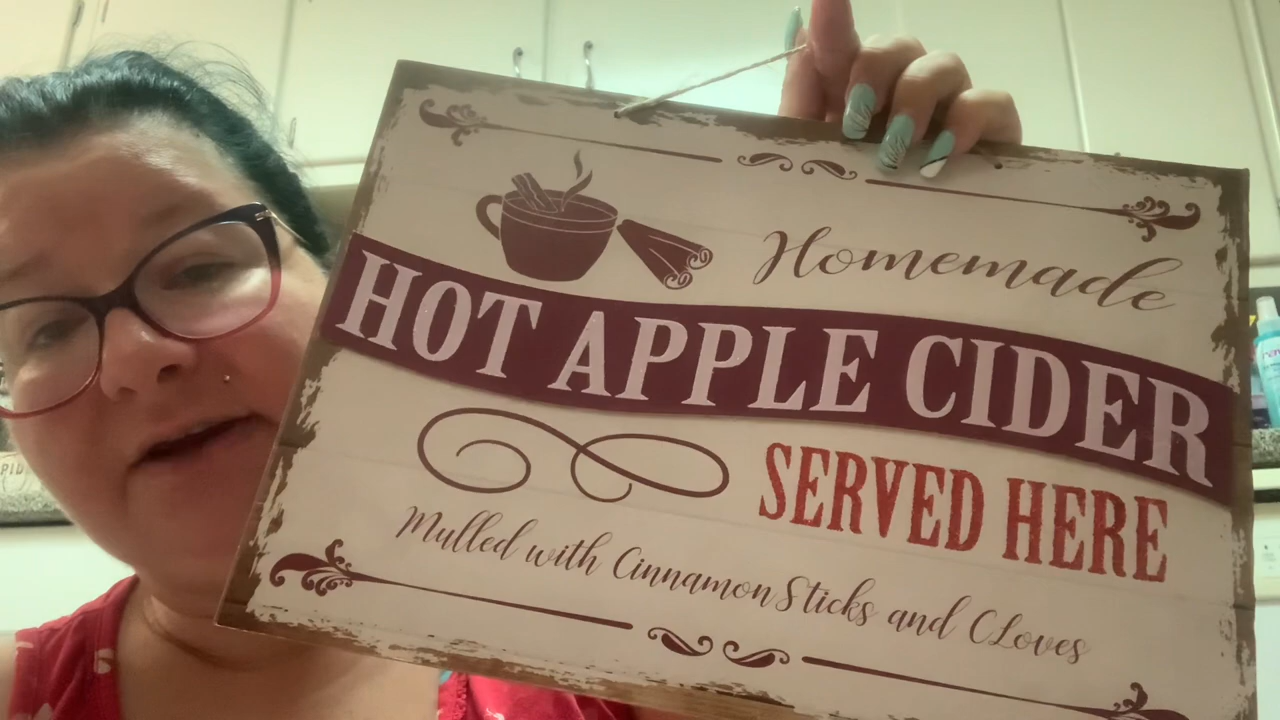 Homemade
HOT APPLE CIDER
SERVED HERE
Mulled with Cinnamon Sticks and CLoves